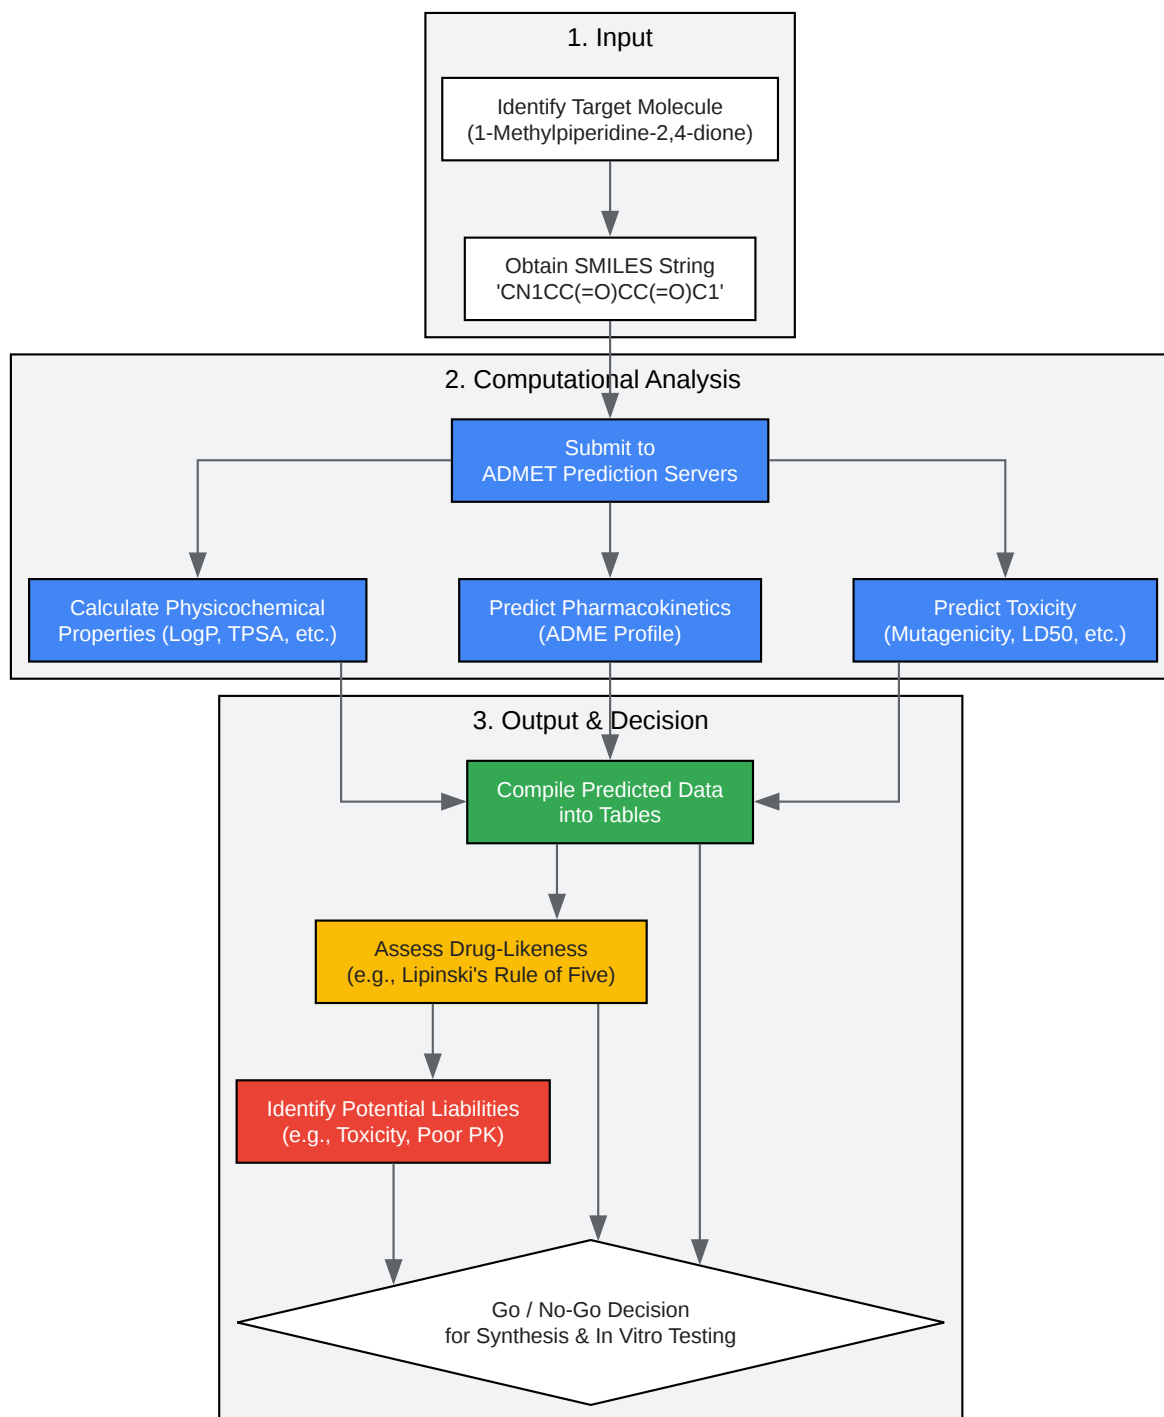 1. Input
Identify Target Molecule
(1-Methylpiperidine-2,4-dione)
Obtain SMILES String
'CN1CC(=O)CC(=O)C1'
2. Computational Analysis
Submit to
ADMET Prediction Servers
Calculate Physicochemical
Properties (LogP, TPSA, etc.)
Predict Pharmacokinetics
(ADME Profile)
Predict Toxicity
(Mutagenicity, LD50, etc.)
3. Output & Decision
Compile Predicted Data
into Tables
Assess Drug-Likeness
(e.g., Lipinski's Rule of Five)
Identify Potential Liabilities
(e.g., Toxicity, Poor PK)
Go / No-Go Decision
for Synthesis & In Vitro Testing